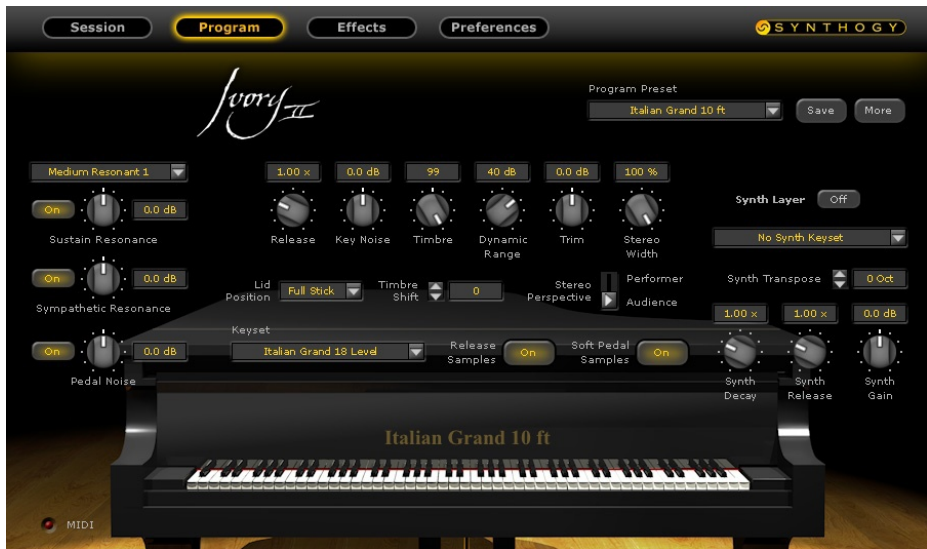 Session
Program
Effects
Preferences
SYNTHOGY
Ivory II
Program Preset
Italian Grand 10 ft
Save
More
Medium Resonant 1
1.00 x
0.0 dB
99
40 dB
0.0 dB
100 %
On
0.0 dB
Sustain Resonance
Release
Key Noise
Timbre
Dynamic
Range
Trim
Stereo
Width
Synth Layer
Off
No Synth Keyset
On
0.0 dB
Sympathetic Resonance
Lid
Position
Full Stick
Timbre
Shift
0
Stereo
Perspective
Performer
Audience
Synth Transpose
0 Oct
1.00 x
1.00 x
0.0 dB
Synth
Decay
Synth
Release
Synth
Gain
On
0.0 dB
Pedal Noise
Keyset
Italian Grand 18 Level
Release
Samples
On
Soft Pedal
Samples
On
Italian Grand 10 ft
MIDI